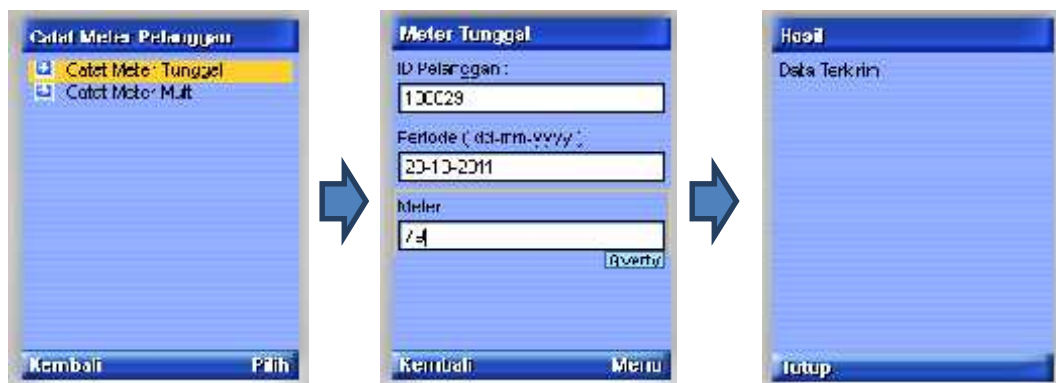 Catat Meter Pelanggan
Catat Meter Tunggal
Catat Meter Multi
Kembali Pilih
Meter Tunggal
ID Pelanggan :
100029
Periode ( dd-mm-yyyy )
20-10-2011
Meter
Qwerty
Kembali Menu
Hasil
Data Terkirim
Tutup